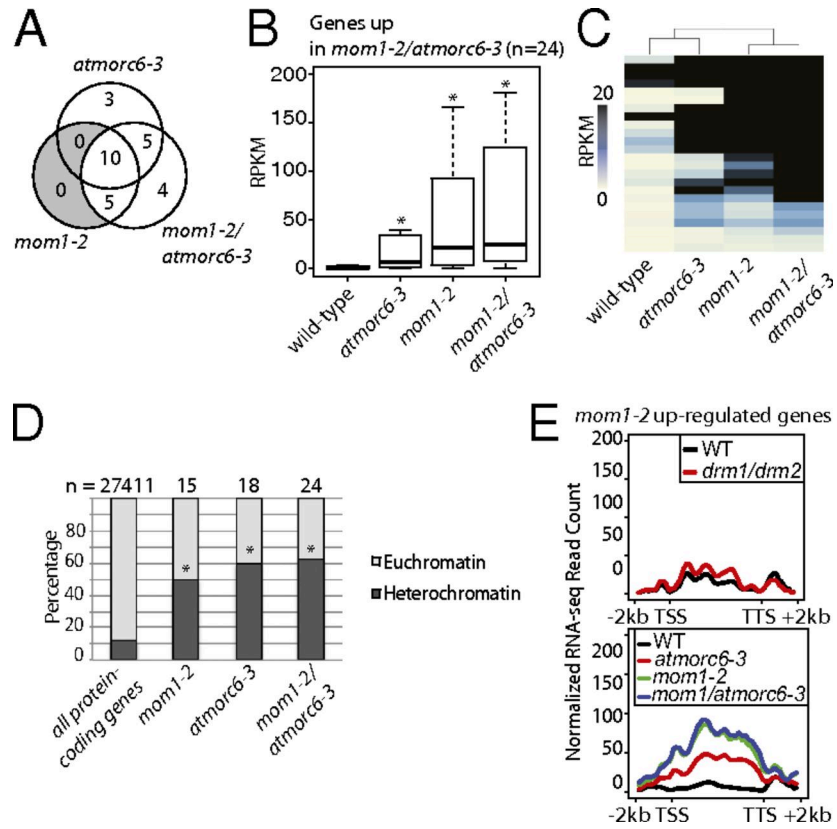 A
atmorc6-3
3
0
5
10
0
5
4
mom1-2
mom1-2/
atmorc6-3
B
Genes up
in mom1-2/atmorc6-3 (n=24)
RPKM
200
150
100
50
0
*
*
*
wild-type
atmorc6-3
mom1-2
mom1-2/
atmorc6-3
C
20
RPKM
0
wild-type
atmorc6-3
mom1-2
mom1-2/
atmorc6-3
D
n = 27411 15 18 24
Percentage
80
60
40
20
0
*
*
*
Euchromatin
Heterochromatin
all protein-
coding genes
mom1-2
atmorc6-3
mom1-2/
atmorc6-3
E
mom1-2 up-regulated genes
Normalized RNA-seq Read Count
200
150
100
50
0
WT
drm1/drm2
-2kb TSS TTS +2kb
200
150
100
50
0
WT
atmorc6-3
mom1-2
mom1/atmorc6-3
-2kb TSS TTS +2kb